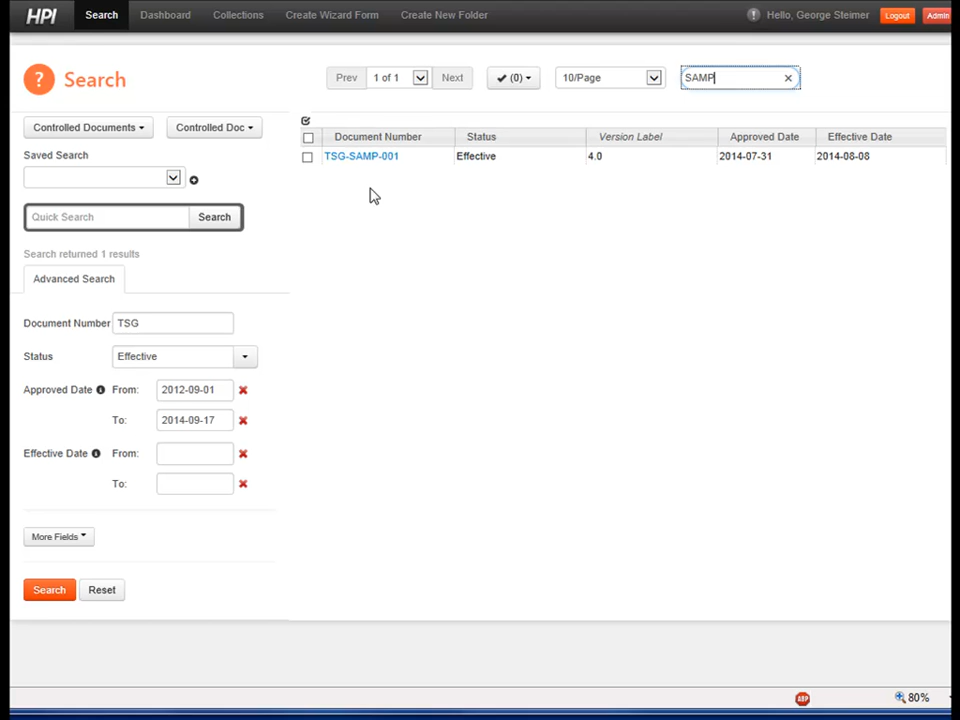 HPI Search Dashboard Collections Create Wizard Form Create New Folder Hello, George Steimer Logout Admin
? Search
Prev 1 of 1 Next (0) 10/Page SAMP
Controlled Documents Controlled Doc
Document Number Status Version Label Approved Date Effective Date
TSG-SAMP-001 Effective 4.0 2014-07-31 2014-08-08
Saved Search
Quick Search Search
Search returned 1 results
Advanced Search
Document Number TSG
Status Effective
Approved Date From: 2012-09-01
To: 2014-09-17
Effective Date From:
To:
More Fields
Search Reset
ABP 80%